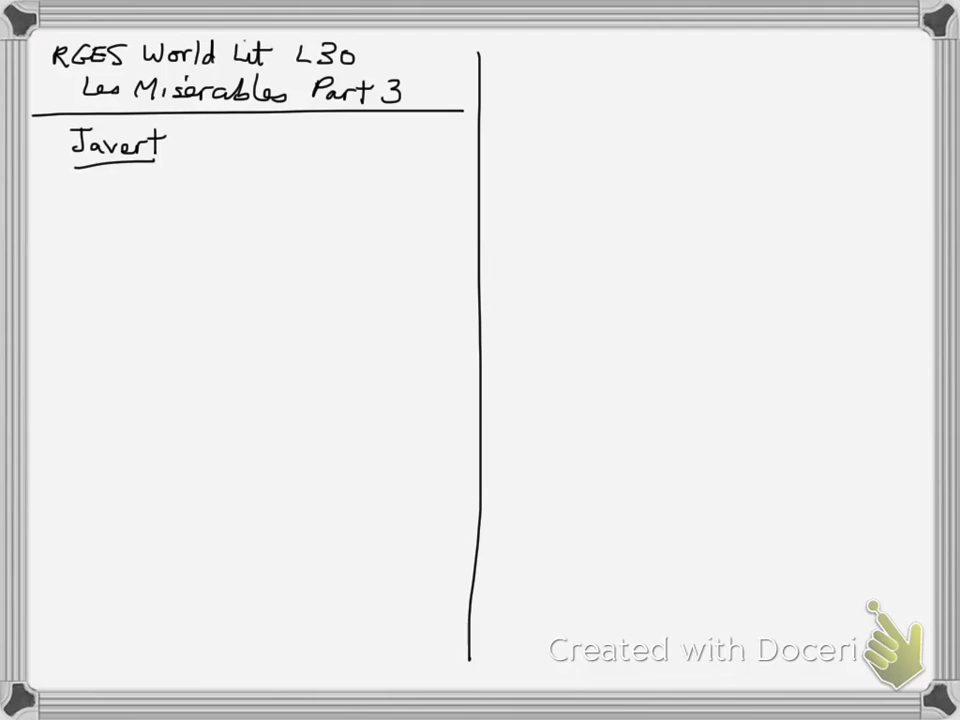 RGES World Lit L30
Les Misérables Part 3
Javert
Created with Doceri